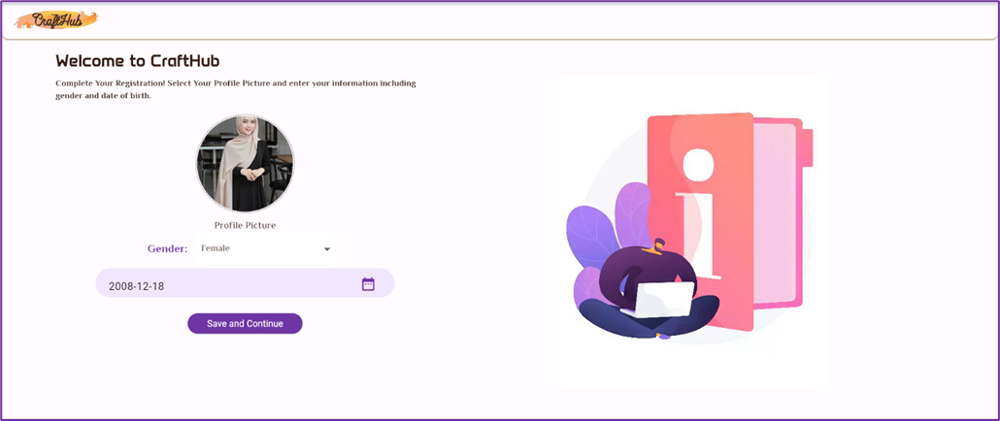 CraftHub
Welcome to CraftHub
Complete Your Registration! Select Your Profile Picture and enter your information including
gender and date of birth.
Profile Picture
Gender: Female
2008-12-18
Save and Continue
i